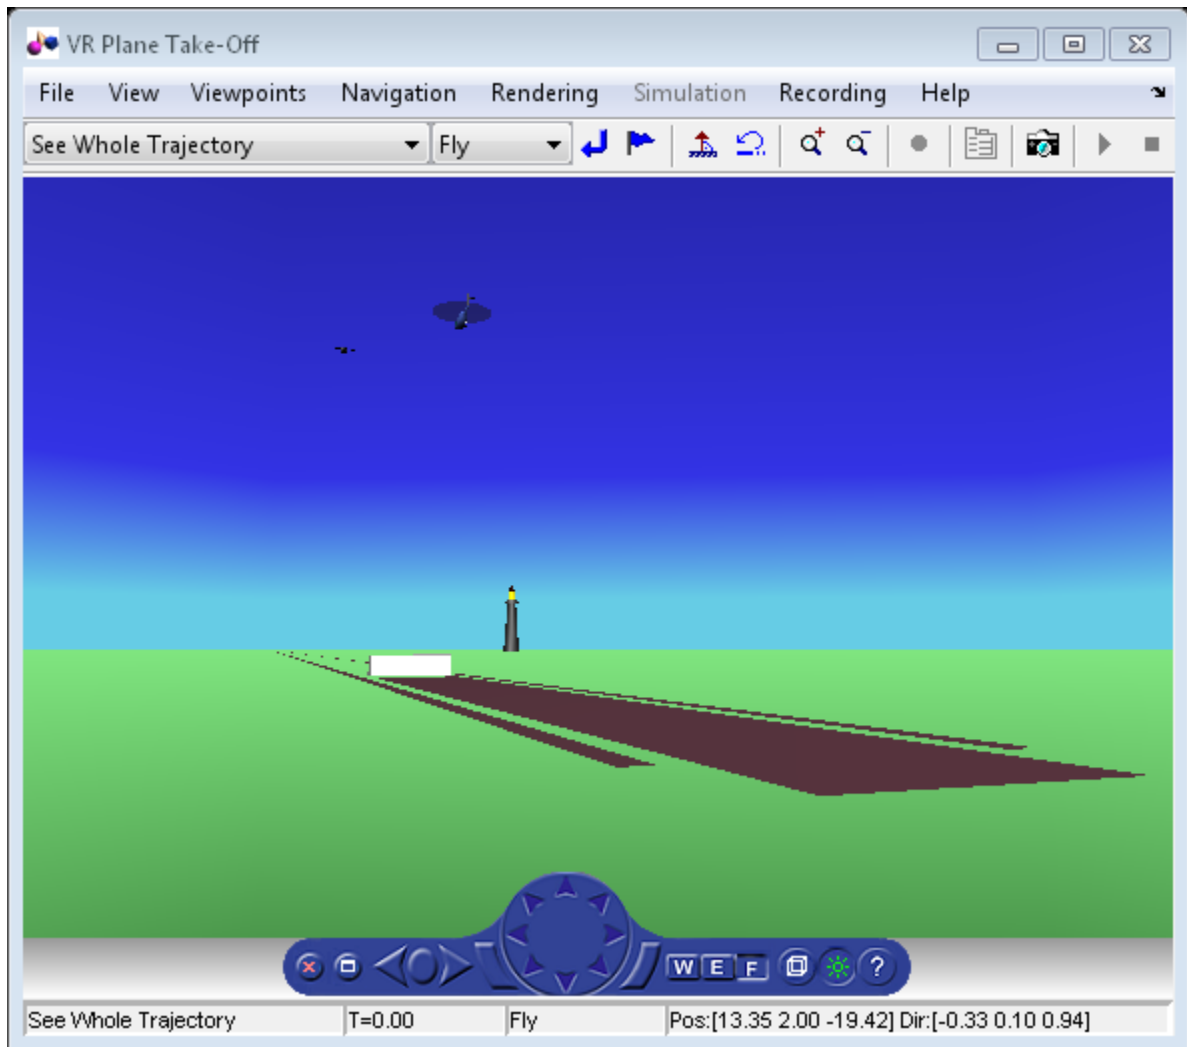 VR Plane Take-Off
File View Viewpoints Navigation Rendering Simulation Recording Help
See Whole Trajectory Fly
W E F ?
See Whole Trajectory T=0.00 Fly Pos:[13.35 2.00 -19.42] Dir:[-0.33 0.10 0.94]